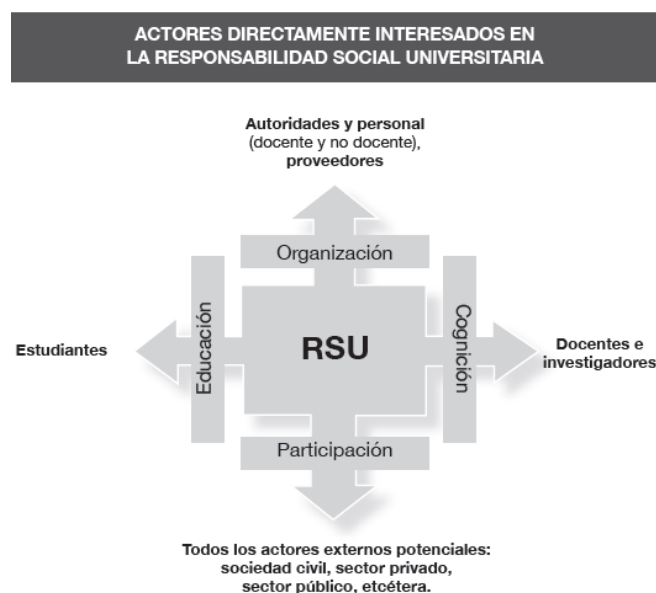 ACTORES DIRECTAMENTE INTERESADOS EN
LA RESPONSABILIDAD SOCIAL UNIVERSITARIA
Autoridades y personal
(docente y no docente),
proveedores
Organización
Educación
Cognición
Estudiantes
RSU
Docentes e
investigadores
Participación
Todos los actores externos potenciales:
sociedad civil, sector privado,
sector público, etcétera.